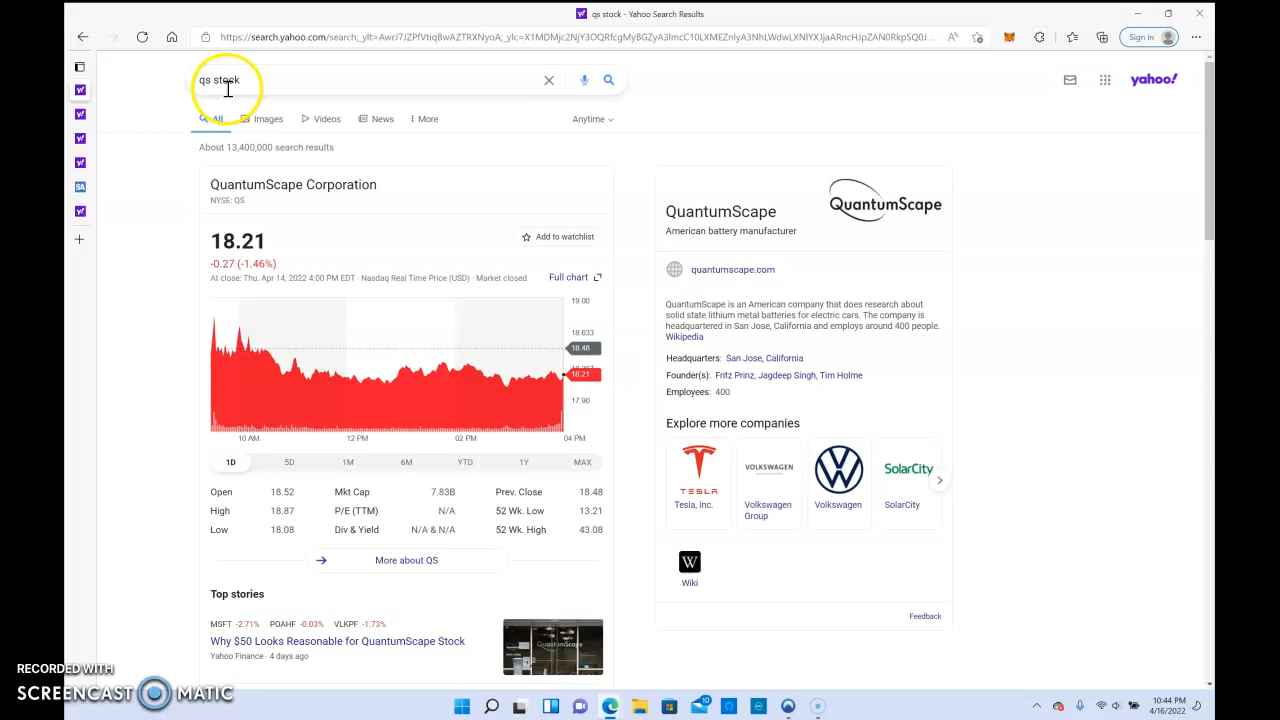 qs stock - Yahoo Search Results
https://search.yahoo.com/search;_ylt=AwrJ7JZPfVtiqBwAZTRXNyoA;_ylc=X1MDMjc2NjY3OQRfcgMyBGZyA3lmcC10LXMEZnIyA3NhLWdwLXNlYXJjaARncHJpZANN0RkpSQ0J...
Sign in
qs stock
yahoo!
All Images Videos News More Anytime
About 13,400,000 search results
QuantumScape Corporation
NYSE: QS
18.21
Add to watchlist
-0.27 (-1.46%)
At close: Thu. Apr 14, 2022 4:00 PM EDT · Nasdaq Real Time Price (USD) · Market closed
Full chart
19.00
18.633
18.48
18.21
17.90
10 AM 12 PM 02 PM 04 PM
1D 5D 1M 6M YTD 1Y MAX
Open 18.52 Mkt Cap 7.83B Prev. Close 18.48
High 18.87 P/E (TTM) N/A 52 Wk. Low 13.21
Low 18.08 Div & Yield N/A & N/A 52 Wk. High 43.08
More about QS
Top stories
MSFT -2.71% POAHF -0.03% VLKPF -1.73%
Why $50 Looks Reasonable for QuantumScape Stock
Yahoo Finance · 4 days ago
QuantumScape
QuantumScape
QuantumScape
American battery manufacturer
quantumscape.com
QuantumScape is an American company that does research about
solid state lithium metal batteries for electric cars. The company is
headquartered in San Jose, California and employs around 400 people.
Wikipedia
Headquarters: San Jose, California
Founder(s): Fritz Prinz, Jagdeep Singh, Tim Holme
Employees: 400
Explore more companies
TESLA
VOLKSWAGEN
SolarCity
Tesla, Inc.
Volkswagen
Group
Volkswagen
SolarCity
W
Wiki
Feedback
SA
RECORDED WITH
SCREENCAST MATIC
10
10:44 PM
4/16/2022